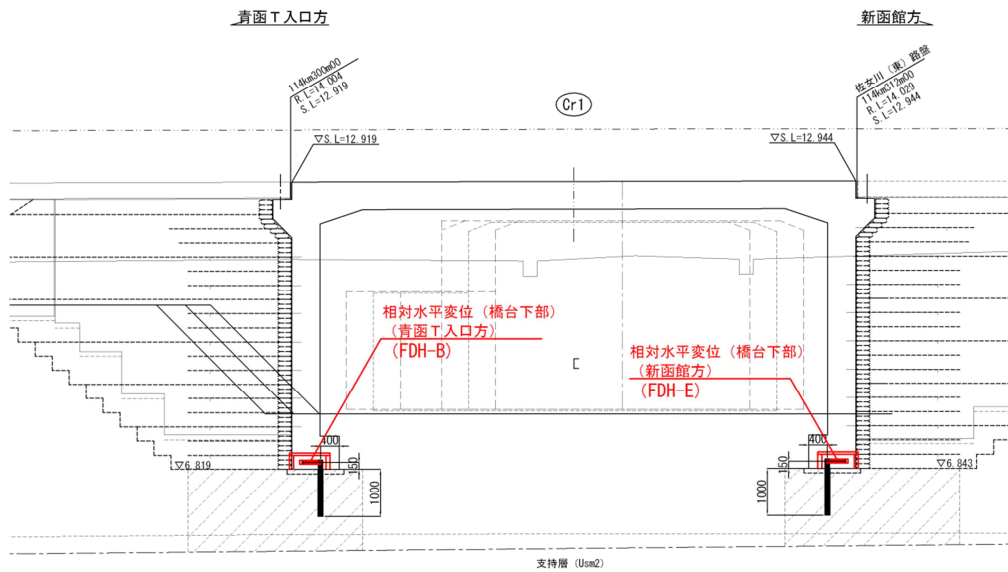 青函T入口方
新函館方
114km300m00
R.L=14.004
S.L=12.919
佐女川（東）路盤
114km312m00
R.L=14.029
S.L=12.944
Cr1
▽S.L=12.919
▽S.L=12.944
相対水平変位（橋台下部）
（青函T入口方）
(FDH-B)
相対水平変位（橋台下部）
（新函館方）
(FDH-E)
E
400
400
150
150
▽6.819
▽6.843
1000
1000
支持層（Usm2）